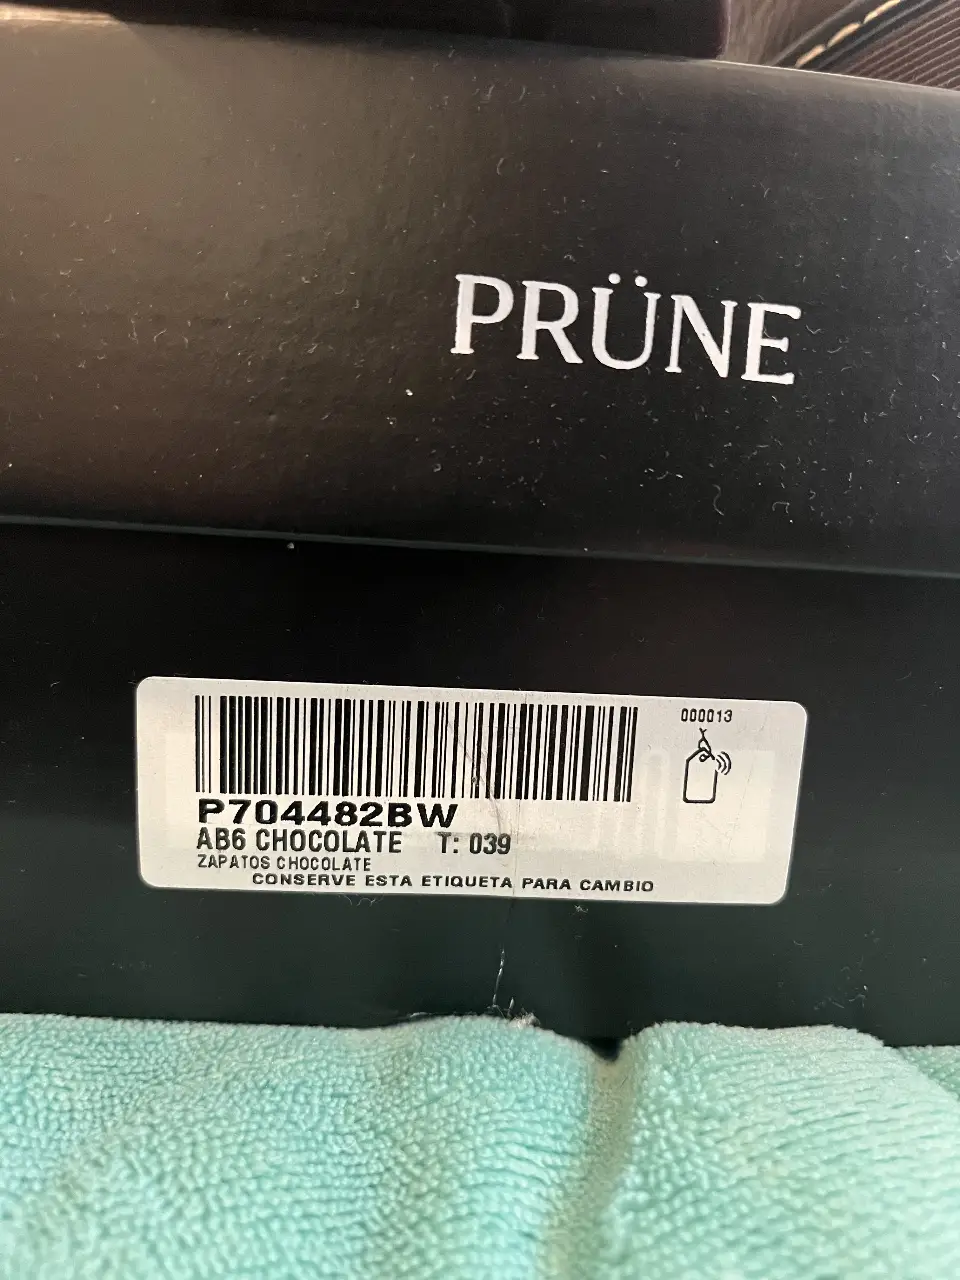 PRÜNE
000013
P704482BW
AB6 CHOCOLATE T: 039
ZAPATOS CHOCOLATE
CONSERVE ESTA ETIQUETA PARA CAMBIO